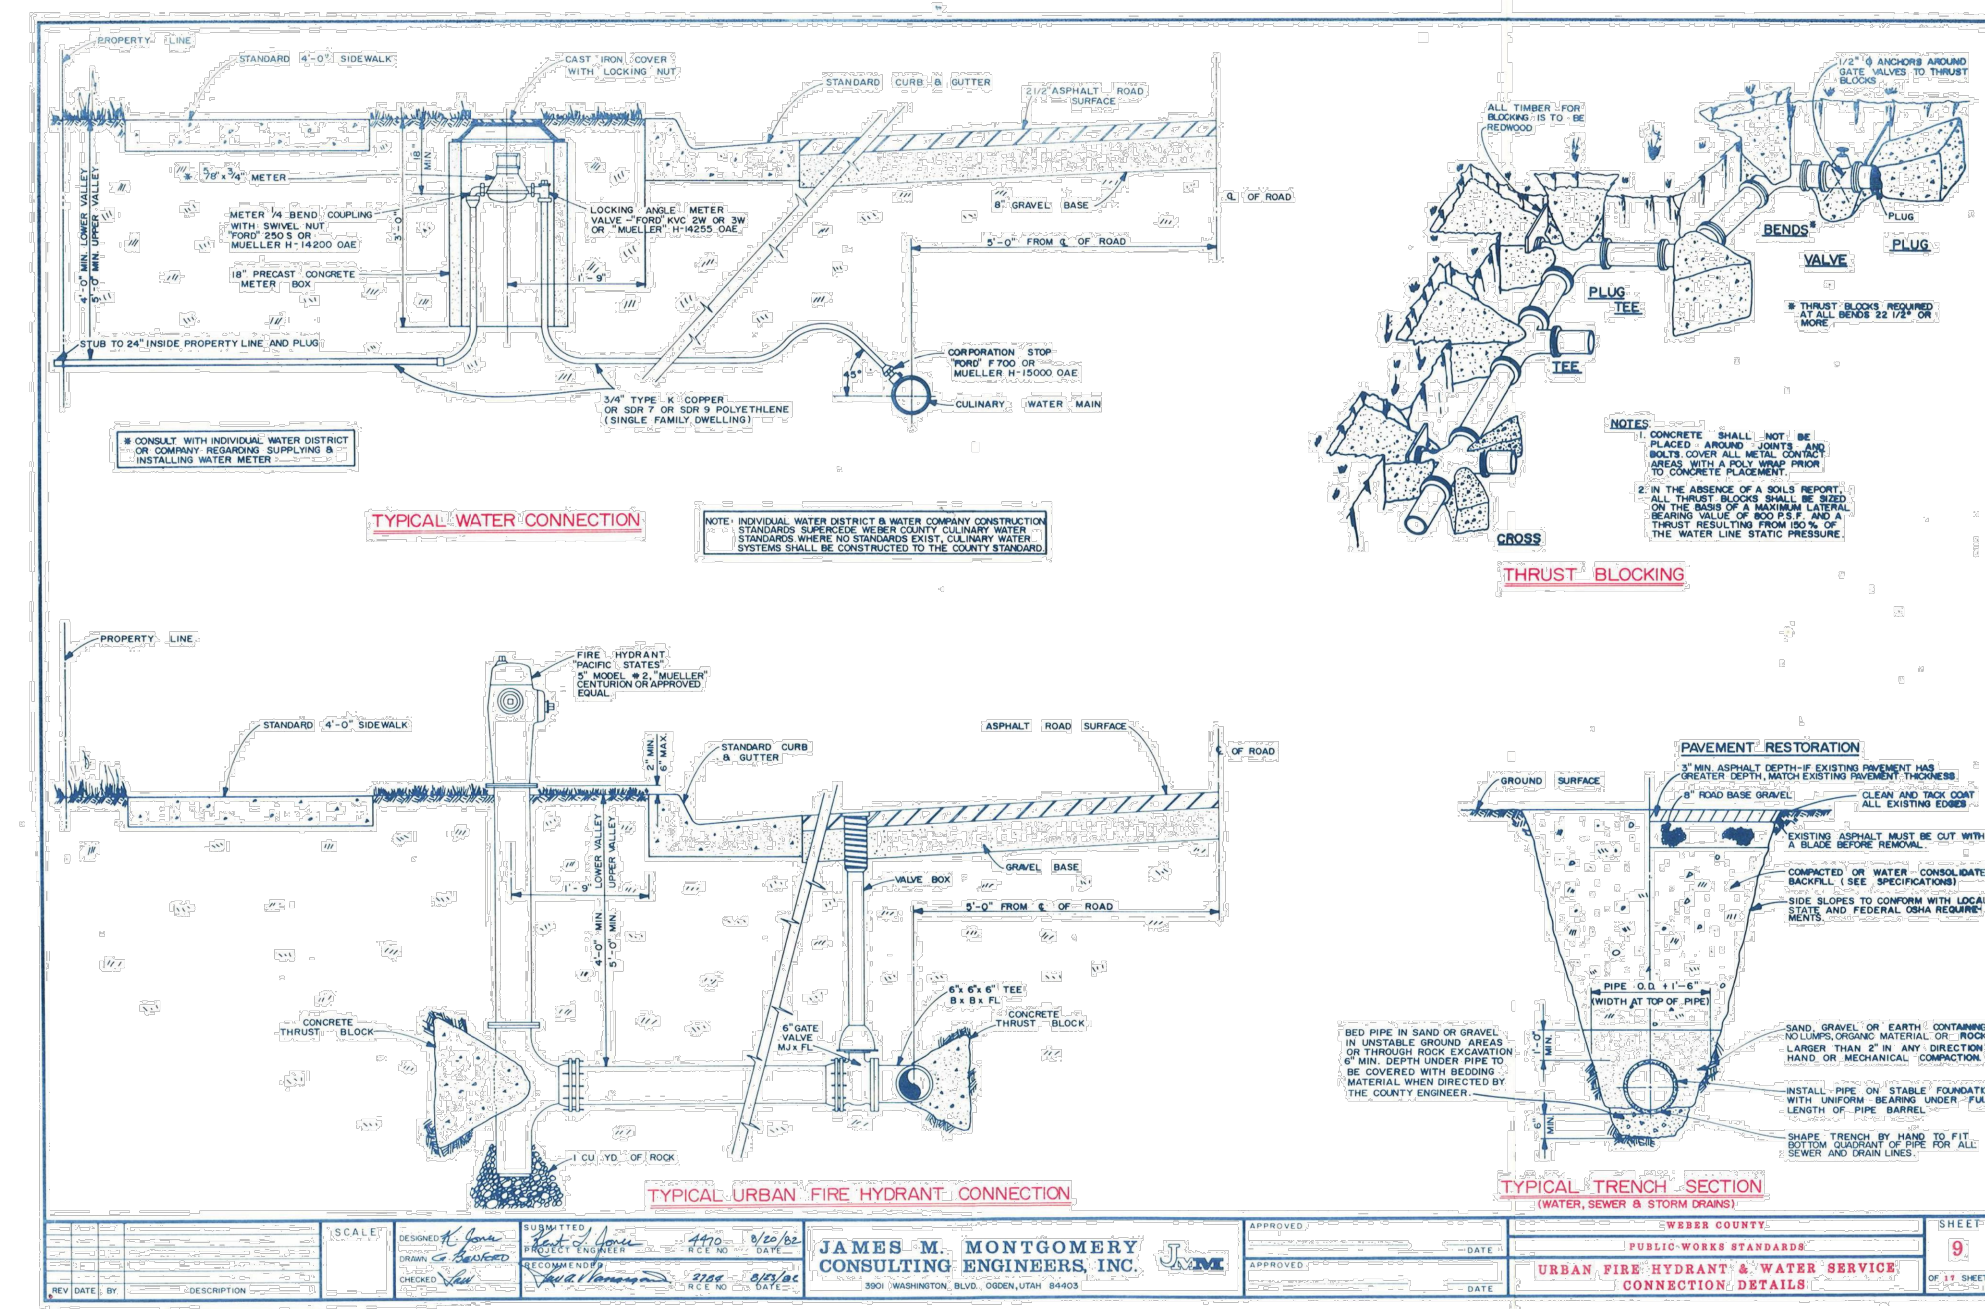 PROPERTY LINE
STANDARD 4'-0" SIDEWALK
CAST IRON COVER
WITH LOCKING NUT
STANDARD CURB & GUTTER
2 1/2" ASPHALT ROAD
SURFACE
* 5/8" x 3/4" METER
18"
MIN.
3'-0"
4'-0" MIN. LOWER VALLEY
5'-0" MIN. UPPER VALLEY
METER 1/4 BEND COUPLING
WITH SWIVEL NUT
"FORD" 250 S OR
MUELLER H-14200 OAE
LOCKING ANGLE METER
VALVE - "FORD" KVC 2W OR 3W
OR "MUELLER" H-14255 OAE
8" GRAVEL BASE
℄ OF ROAD
5'-0" FROM ℄ OF ROAD
18" PRECAST CONCRETE
METER BOX
1'-9"
STUB TO 24" INSIDE PROPERTY LINE AND PLUG
45°
CORPORATION STOP
"FORD" F 700 OR
MUELLER H-15000 OAE
CULINARY WATER MAIN
3/4" TYPE K COPPER
OR SDR 7 OR SDR 9 POLYETHLENE
(SINGLE FAMILY DWELLING)
* CONSULT WITH INDIVIDUAL WATER DISTRICT
OR COMPANY REGARDING SUPPLYING &
INSTALLING WATER METER
TYPICAL WATER CONNECTION
NOTE: INDIVIDUAL WATER DISTRICT & WATER COMPANY CONSTRUCTION
STANDARDS SUPERCEDE WEBER COUNTY CULINARY WATER
STANDARDS. WHERE NO STANDARDS EXIST, CULINARY WATER
SYSTEMS SHALL BE CONSTRUCTED TO THE COUNTY STANDARD.
1/2" Ф ANCHORS AROUND
GATE VALVES TO THRUST
BLOCKS
ALL TIMBER FOR
BLOCKING IS TO BE
REDWOOD
PLUG
BENDS*
PLUG
VALVE
PLUG
TEE
* THRUST BLOCKS REQUIRED
AT ALL BENDS 22 1/2° OR
MORE
TEE
NOTES:
1. CONCRETE SHALL NOT BE
PLACED AROUND JOINTS AND
BOLTS. COVER ALL METAL CONTACT
AREAS WITH A POLY WRAP PRIOR
TO CONCRETE PLACEMENT.
2. IN THE ABSENCE OF A SOILS REPORT,
ALL THRUST BLOCKS SHALL BE SIZED
ON THE BASIS OF A MAXIMUM LATERAL
BEARING VALUE OF 800 P.S.F. AND A
THRUST RESULTING FROM 150% OF
THE WATER LINE STATIC PRESSURE.
CROSS
THRUST BLOCKING
PROPERTY LINE
FIRE HYDRANT
"PACIFIC STATES"
5" MODEL #2, "MUELLER"
CENTURION OR APPROVED
EQUAL
STANDARD 4'-0" SIDEWALK
2" MIN.
6" MAX.
STANDARD CURB
& GUTTER
ASPHALT ROAD SURFACE
℄ OF ROAD
4'-0" MIN. LOWER VALLEY
5'-0" MIN. UPPER VALLEY
GRAVEL BASE
VALVE BOX
1'-9"
5'-0" FROM ℄ OF ROAD
6" x 6" x 6" TEE
B x B x FL
CONCRETE
THRUST BLOCK
CONCRETE
THRUST BLOCK
6" GATE
VALVE
MJ x FL
1 CU YD. OF ROCK
TYPICAL URBAN FIRE HYDRANT CONNECTION
PAVEMENT RESTORATION
3" MIN. ASPHALT DEPTH-IF EXISTING PAVEMENT HAS
GREATER DEPTH, MATCH EXISTING PAVEMENT THICKNESS.
GROUND SURFACE
8" ROAD BASE GRAVEL
CLEAN AND TACK COAT
ALL EXISTING EDGES
EXISTING ASPHALT MUST BE CUT WITH
A BLADE BEFORE REMOVAL.
COMPACTED OR WATER CONSOLIDATE
BACKFILL (SEE SPECIFICATIONS)
SIDE SLOPES TO CONFORM WITH LOCAL
STATE AND FEDERAL OSHA REQUIRE-
MENTS.
PIPE O.D. + 1'-6"
(WIDTH AT TOP OF PIPE)
1'-0"
MIN.
6"
MIN.
BED PIPE IN SAND OR GRAVEL
IN UNSTABLE GROUND AREAS
OR THROUGH ROCK EXCAVATION
6" MIN. DEPTH UNDER PIPE TO
BE COVERED WITH BEDDING
MATERIAL WHEN DIRECTED BY
THE COUNTY ENGINEER.
SAND, GRAVEL OR EARTH CONTAINING
NO LUMPS, ORGANIC MATERIAL OR ROCK
LARGER THAN 2" IN ANY DIRECTION
HAND OR MECHANICAL COMPACTION.
INSTALL PIPE ON STABLE FOUNDATIO
WITH UNIFORM BEARING UNDER FUL
LENGTH OF PIPE BARREL
SHAPE TRENCH BY HAND TO FIT
BOTTOM QUADRANT OF PIPE FOR ALL
SEWER AND DRAIN LINES.
TYPICAL TRENCH SECTION
(WATER, SEWER & STORM DRAINS)
REV DATE BY DESCRIPTION
SCALE
DESIGNED K. Jones
DRAWN
CHECKED
SUBMITTED Kent L. Jones 4410 8/20/82
PROJECT ENGINEER R C E NO DATE
RECOMMENDED
R C E NO DATE
JAMES M. MONTGOMERY
CONSULTING ENGINEERS, INC.
3901 WASHINGTON BLVD. OGDEN, UTAH 84403
JMM
APPROVED
DATE
APPROVED
DATE
WEBER COUNTY
PUBLIC WORKS STANDARDS
URBAN FIRE HYDRANT & WATER SERVICE
CONNECTION DETAILS
SHEET
9
OF 17 SHEET